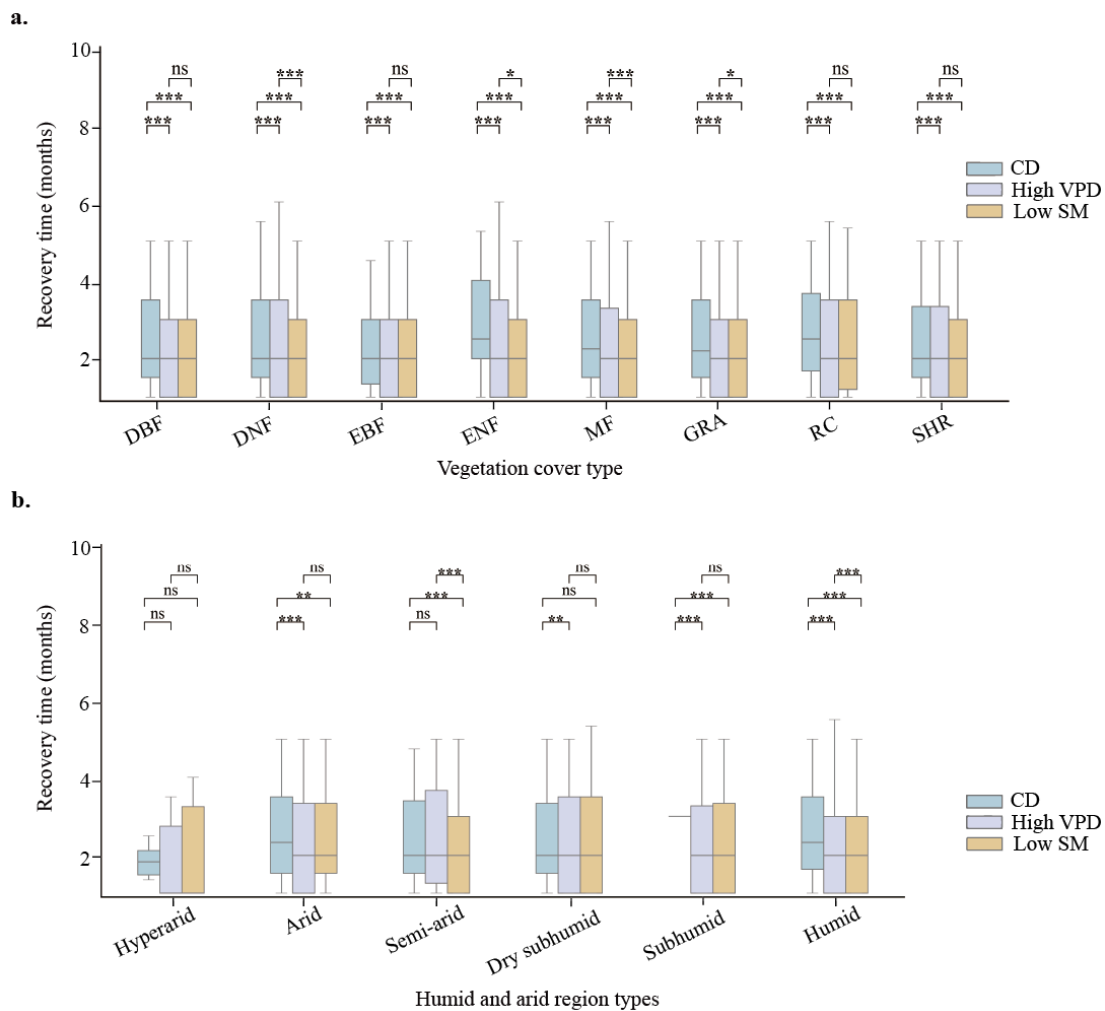 a.
10
8
6
4
2
Recovery time (months)
ns *** ns * *** * ns ns
*** *** *** *** *** *** *** ***
*** *** *** *** *** *** *** ***
CD
High VPD
Low SM
DBF DNF EBF ENF MF GRA RC SHR
Vegetation cover type
b.
10
8
6
4
2
Recovery time (months)
ns ns *** ns ns ***
ns ** *** ns *** ***
ns *** ns ** *** ***
CD
High VPD
Low SM
Hyperarid Arid Semi-arid Dry subhumid Subhumid Humid
Humid and arid region types